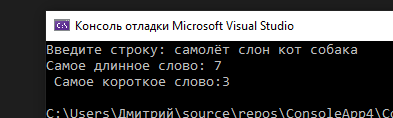 Консоль отладки Microsoft Visual Studio
Введите строку: самолёт слон кот собака
Самое длинное слово: 7
 Самое короткое слово:3
C:\Users\Дмитрий\source\repos\ConsoleApp4\Co